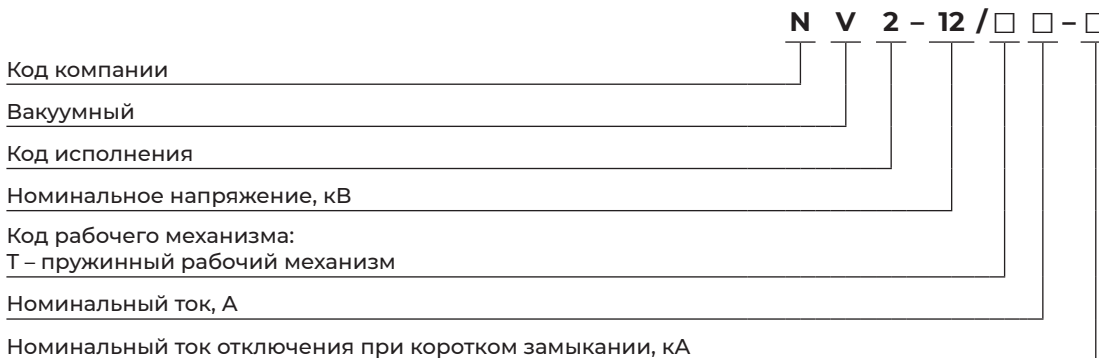 N V 2 – 12 / □ □ – □
Код компании
Вакуумный
Код исполнения
Номинальное напряжение, кВ
Код рабочего механизма:
Т – пружинный рабочий механизм
Номинальный ток, А
Номинальный ток отключения при коротком замыкании, кА